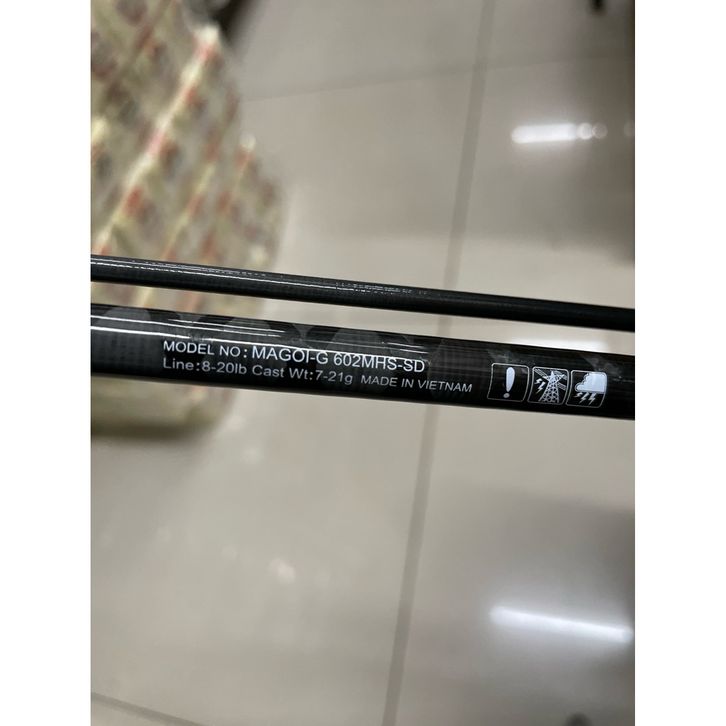 MODEL NO: MAGOI-G 602MHS-SD
Line:8-20lb Cast Wt:7-21g MADE IN VIETNAM